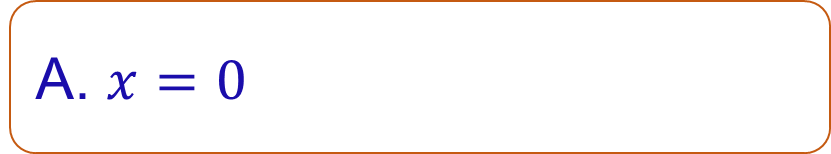 A. x = 0